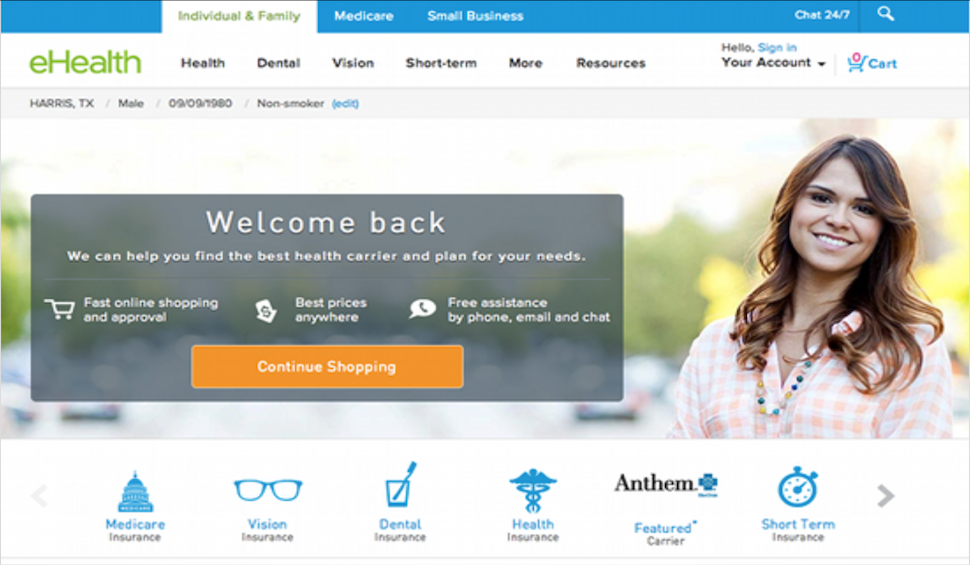 Individual & Family Medicare Small Business Chat 24/7
Hello, Sign in
eHealth Health Dental Vision Short-term More Resources Your Account 0 Cart
HARRIS, TX / Male / 09/09/1980 / Non-smoker (edit)
Welcome back
We can help you find the best health carrier and plan for your needs.
Fast online shopping
and approval
Best prices
anywhere
Free assistance
by phone, email and chat
Continue Shopping
MEDICARE
Medicare
Insurance
Vision
Insurance
Dental
Insurance
Health
Insurance
Anthem.
Featured*
Carrier
Short Term
Insurance